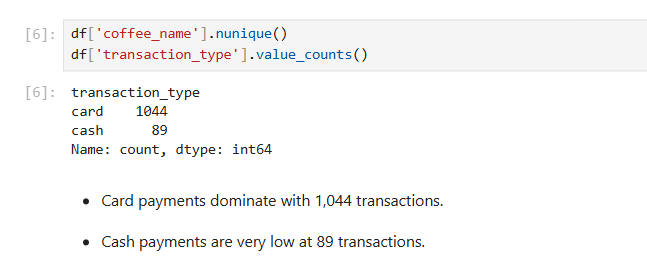 [6]: df['coffee_name'].nunique()
df['transaction_type'].value_counts()
[6]: transaction_type
card    1044
cash      89
Name: count, dtype: int64
• Card payments dominate with 1,044 transactions.
• Cash payments are very low at 89 transactions.